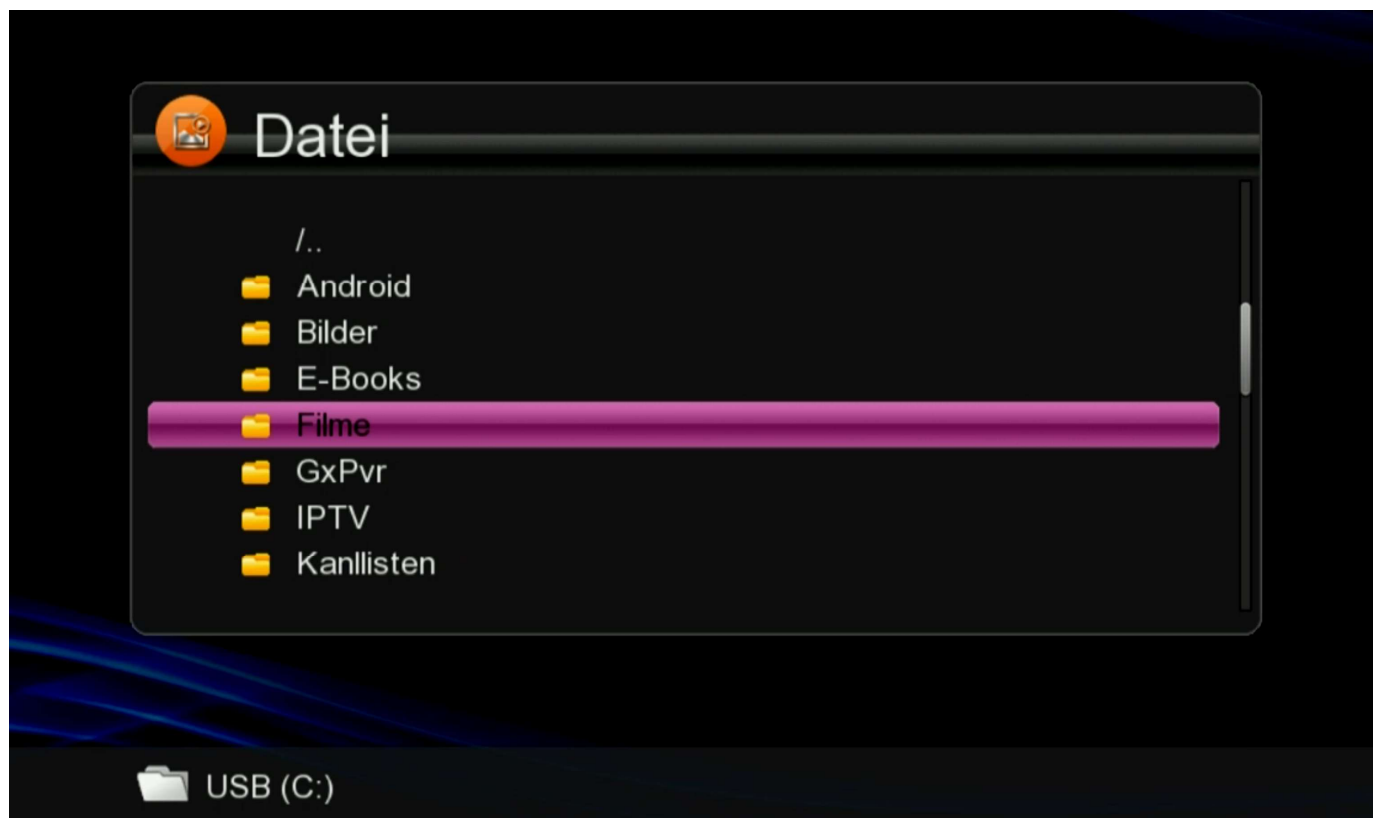 Datei
/..
Android
Bilder
E-Books
Filme
GxPvr
IPTV
Kanllisten
USB (C:)